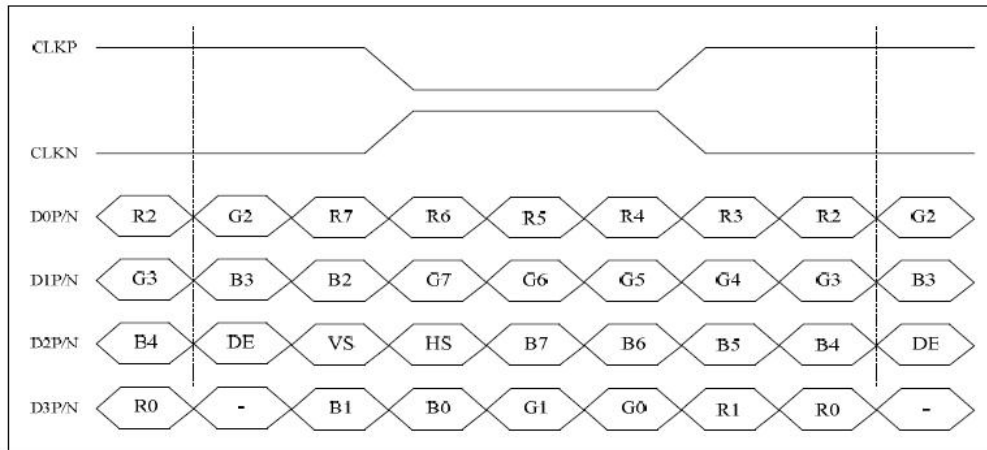 CLKP
CLKN
D0P/N R2 G2 R7 R6 R5 R4 R3 R2 G2
D1P/N G3 B3 B2 G7 G6 G5 G4 G3 B3
D2P/N B4 DE VS HS B7 B6 B5 B4 DE
D3P/N R0 - B1 B0 G1 G0 R1 R0 -